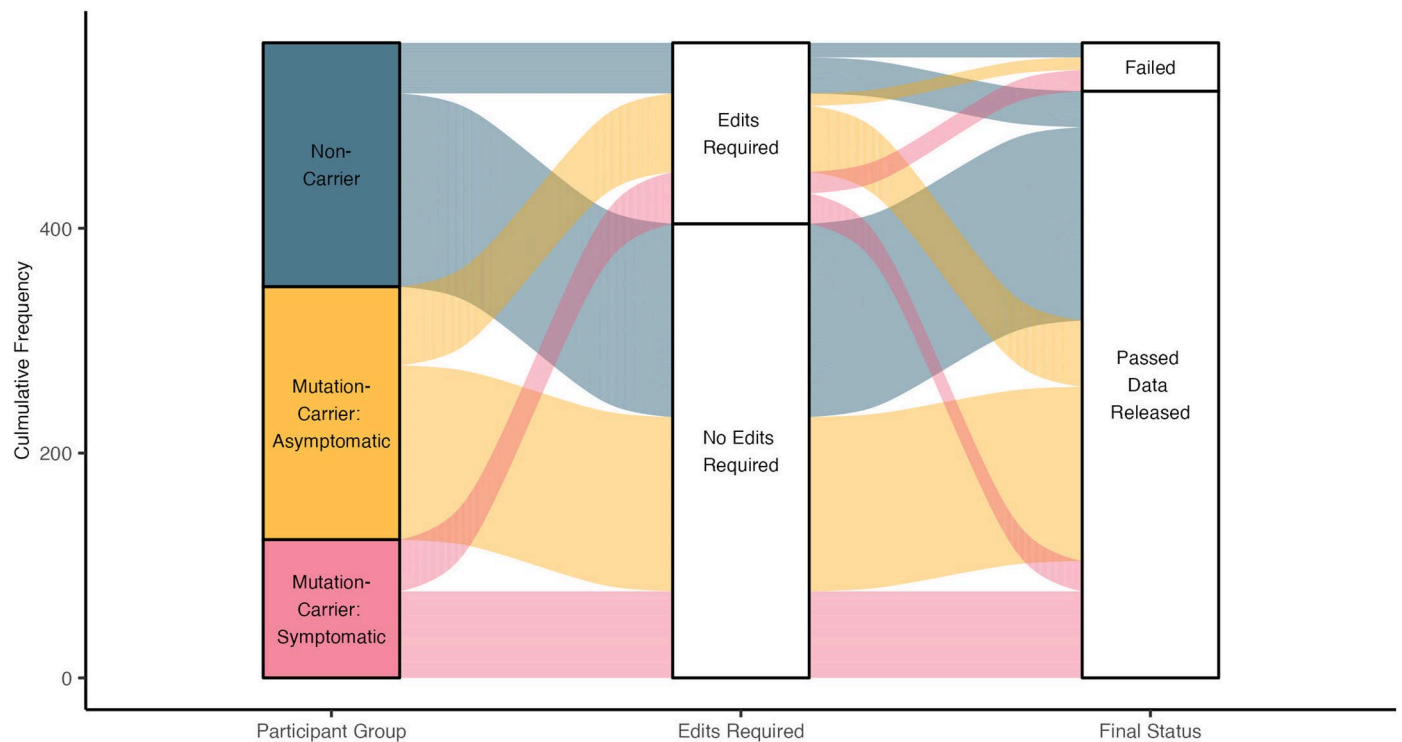 Culmulative Frequency
400
200
0
Non-
Carrier
Mutation-
Carrier:
Asymptomatic
Mutation-
Carrier:
Symptomatic
Edits
Required
No Edits
Required
Failed
Passed
Data
Released
Participant Group
Edits Required
Final Status